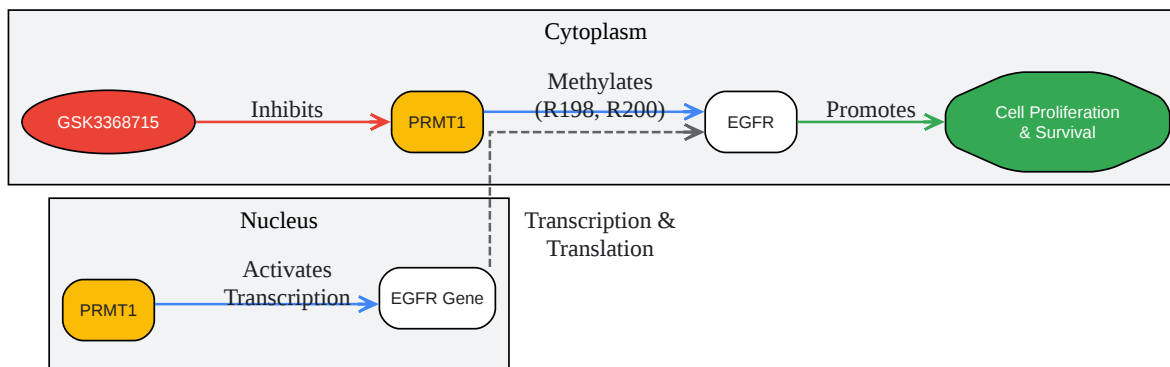 Cytoplasm
GSK3368715
Inhibits
PRMT1
Methylates
(R198, R200)
EGFR
Promotes
Cell Proliferation
& Survival
Nucleus
Transcription &
Translation
PRMT1
Activates
Transcription
EGFR Gene